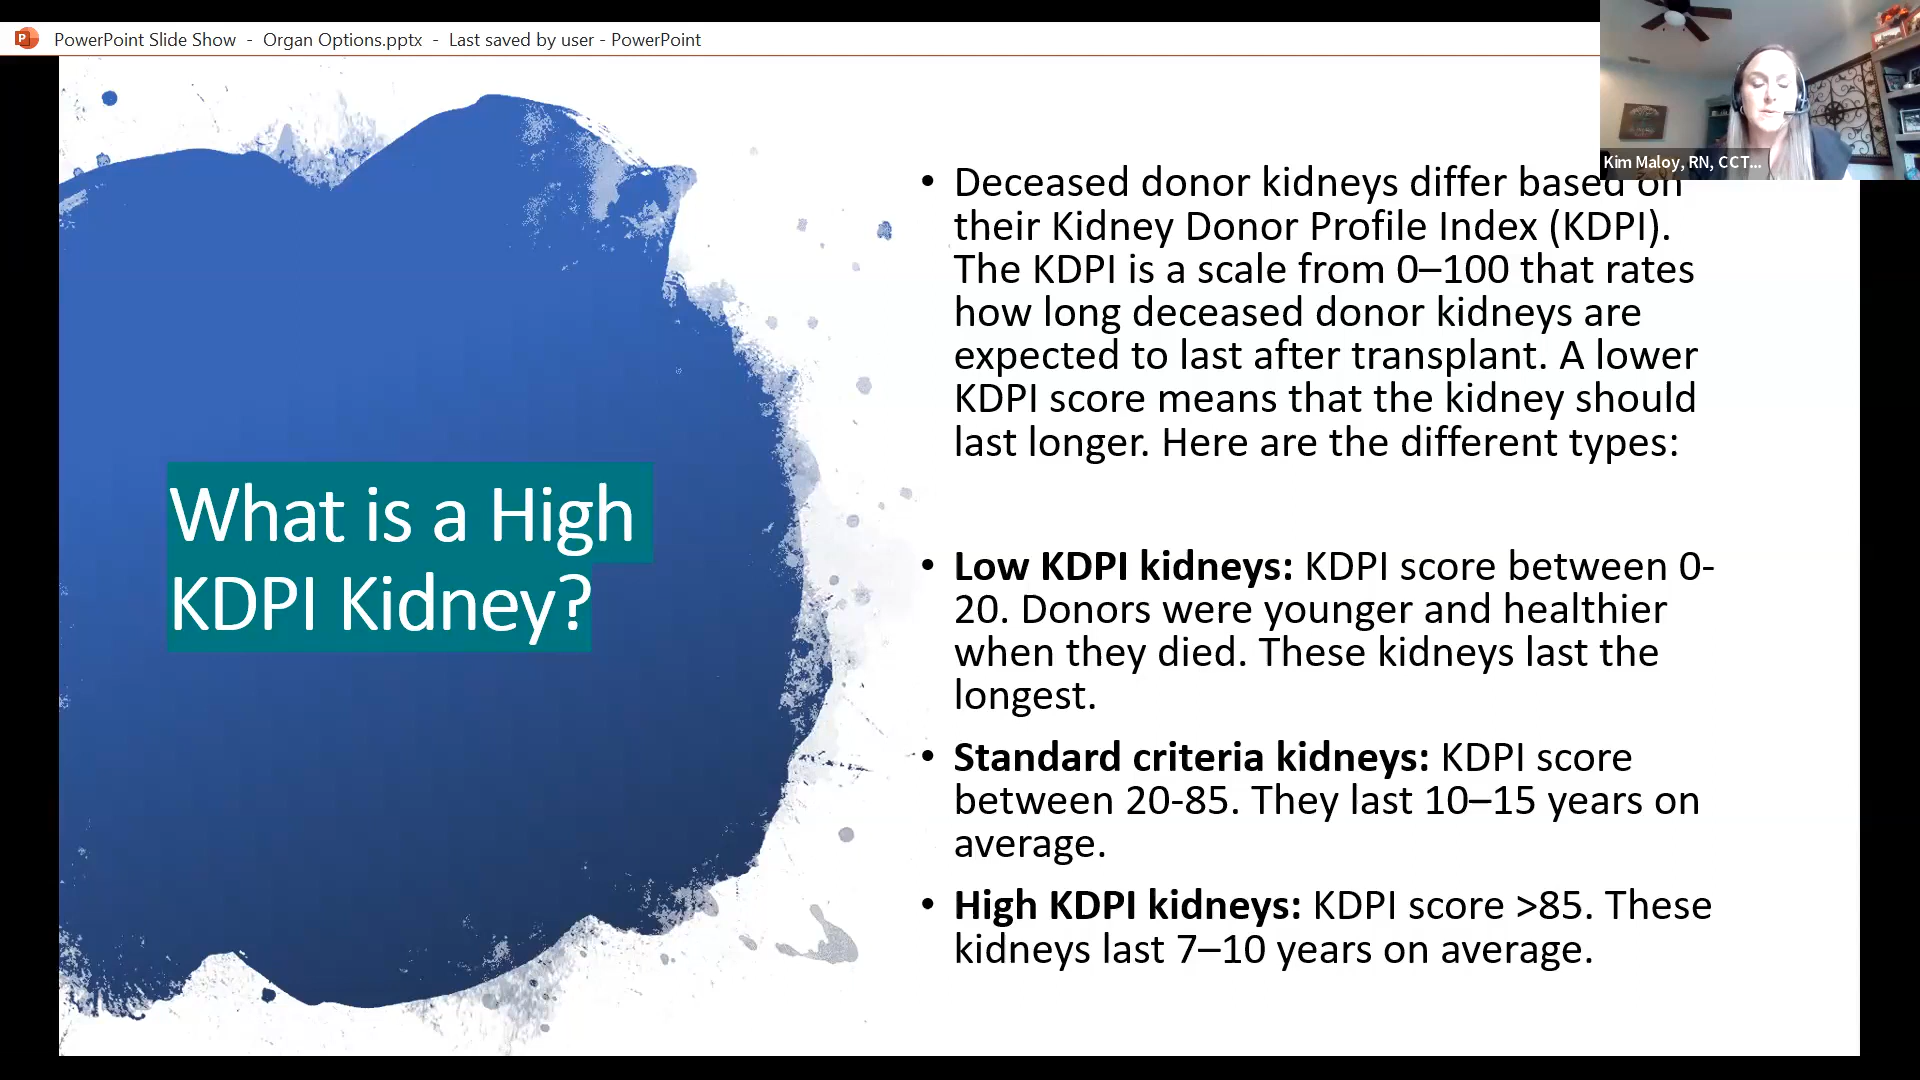 PowerPoint Slide Show - Organ Options.pptx - Last saved by user - PowerPoint
Kim Maloy, RN, CCT...
What is a High
KDPI Kidney?
• Deceased donor kidneys differ based on
their Kidney Donor Profile Index (KDPI).
The KDPI is a scale from 0–100 that rates
how long deceased donor kidneys are
expected to last after transplant. A lower
KDPI score means that the kidney should
last longer. Here are the different types:
• Low KDPI kidneys: KDPI score between 0-
20. Donors were younger and healthier
when they died. These kidneys last the
longest.
• Standard criteria kidneys: KDPI score
between 20-85. They last 10–15 years on
average.
• High KDPI kidneys: KDPI score >85. These
kidneys last 7–10 years on average.